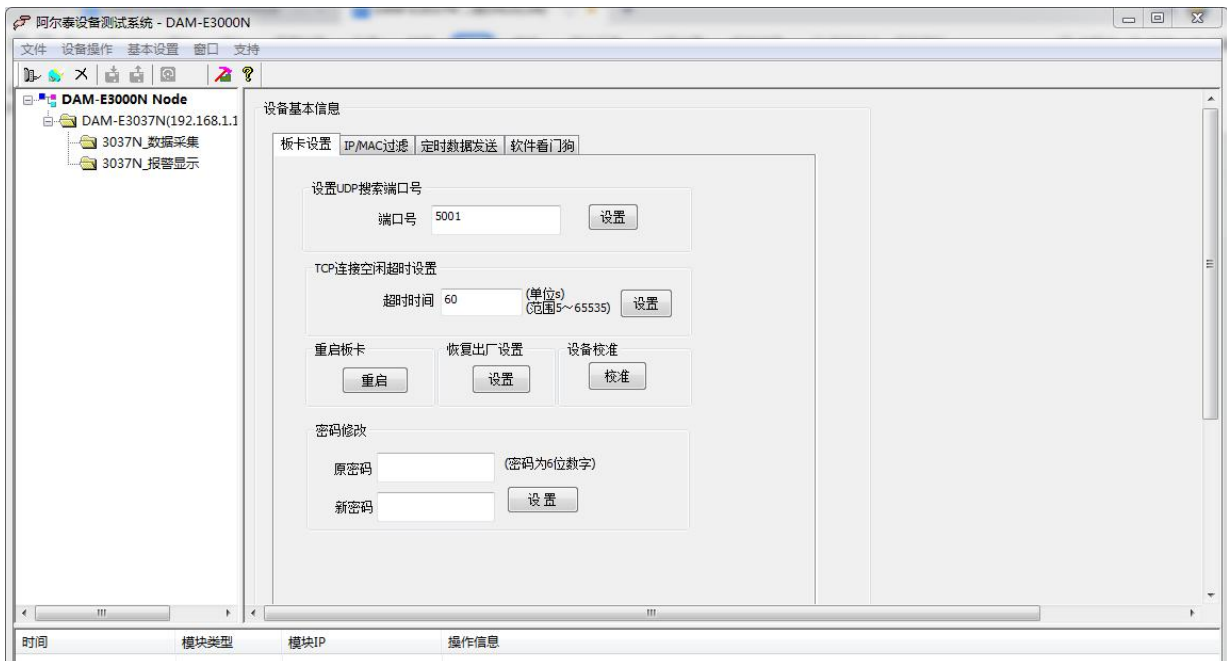 阿尔泰设备测试系统 - DAM-E3000N
文件 设备操作 基本设置 窗口 支持
DAM-E3000N Node
DAM-E3037N(192.168.1.1
3037N_数据采集
3037N_报警显示
设备基本信息
板卡设置 IP/MAC过滤 定时数据发送 软件看门狗
设置UDP搜索端口号
端口号 5001 设置
TCP连接空闲超时设置
超时时间 60 (单位s) (范围5~65535) 设置
重启板卡 恢复出厂设置 设备校准
重启 设置 校准
密码修改
原密码 (密码为6位数字)
新密码 设置
时间 模块类型 模块IP 操作信息